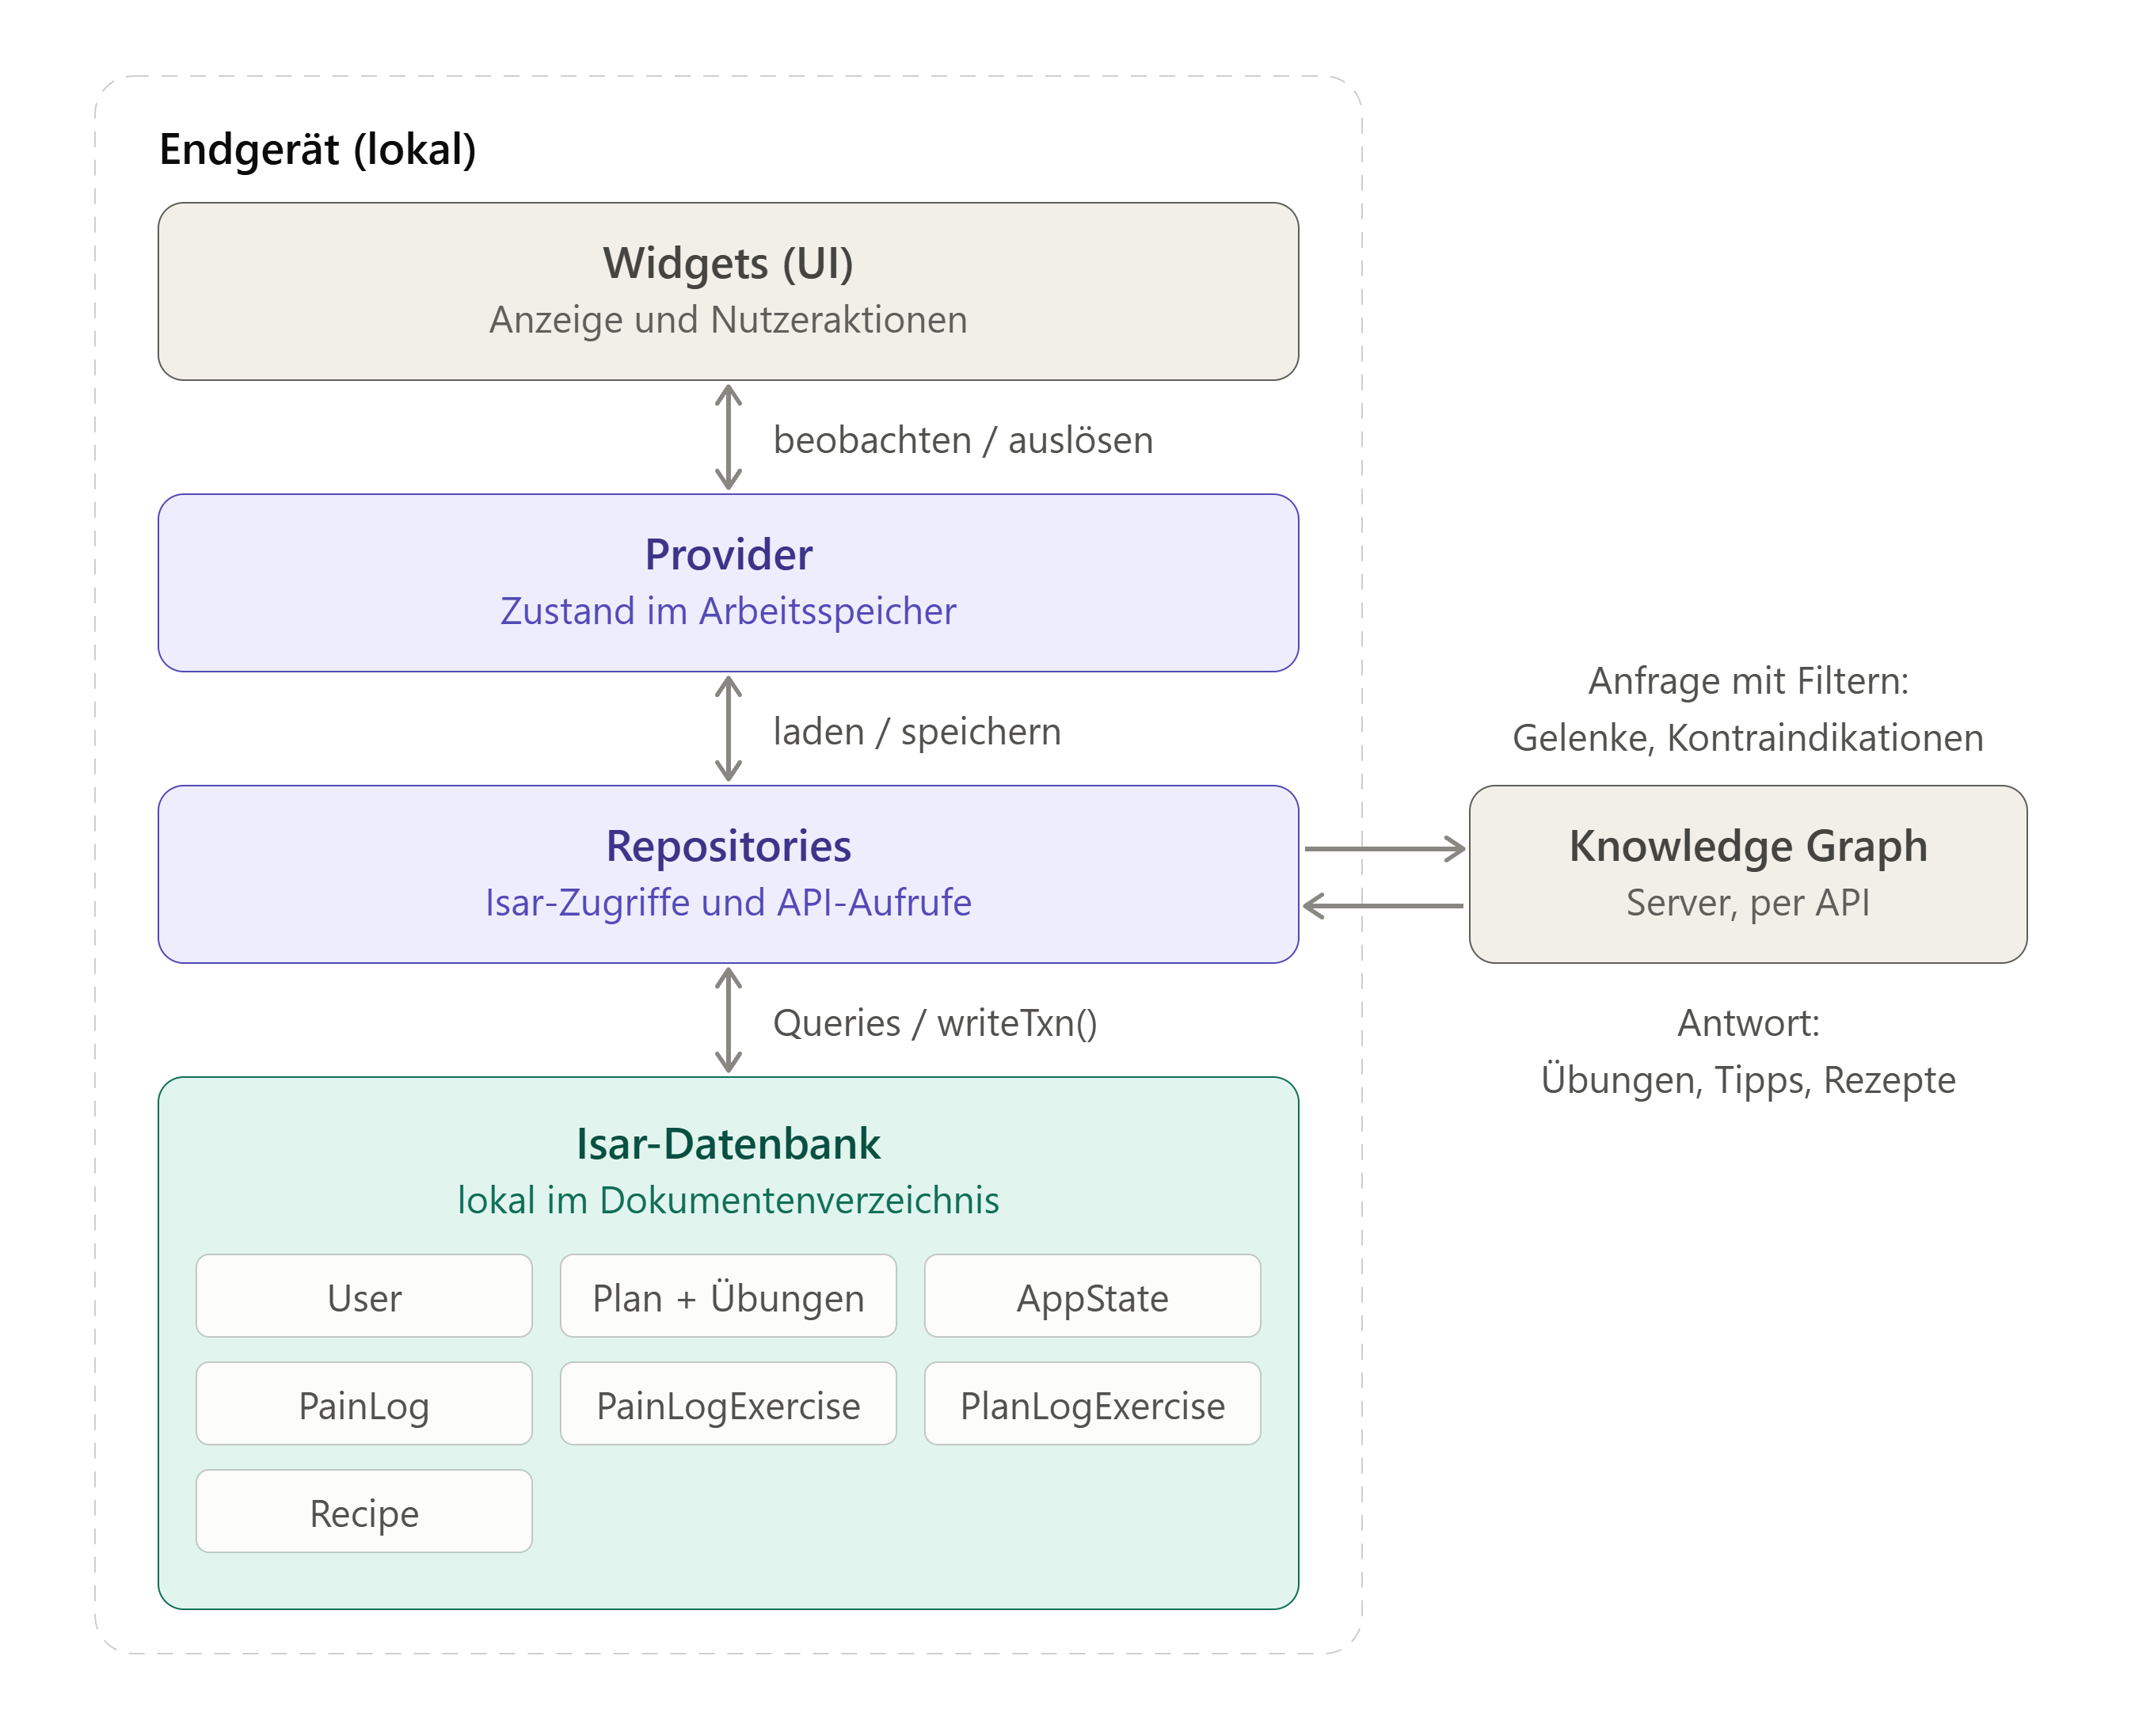 Endgerät (lokal)
Widgets (UI)
Anzeige und Nutzeraktionen
beobachten / auslösen
Provider
Zustand im Arbeitsspeicher
laden / speichern
Anfrage mit Filtern:
Gelenke, Kontraindikationen
Repositories
Isar-Zugriffe und API-Aufrufe
Knowledge Graph
Server, per API
Queries / writeTxn()
Antwort:
Übungen, Tipps, Rezepte
Isar-Datenbank
lokal im Dokumentenverzeichnis
User
Plan + Übungen
AppState
PainLog
PainLogExercise
PlanLogExercise
Recipe